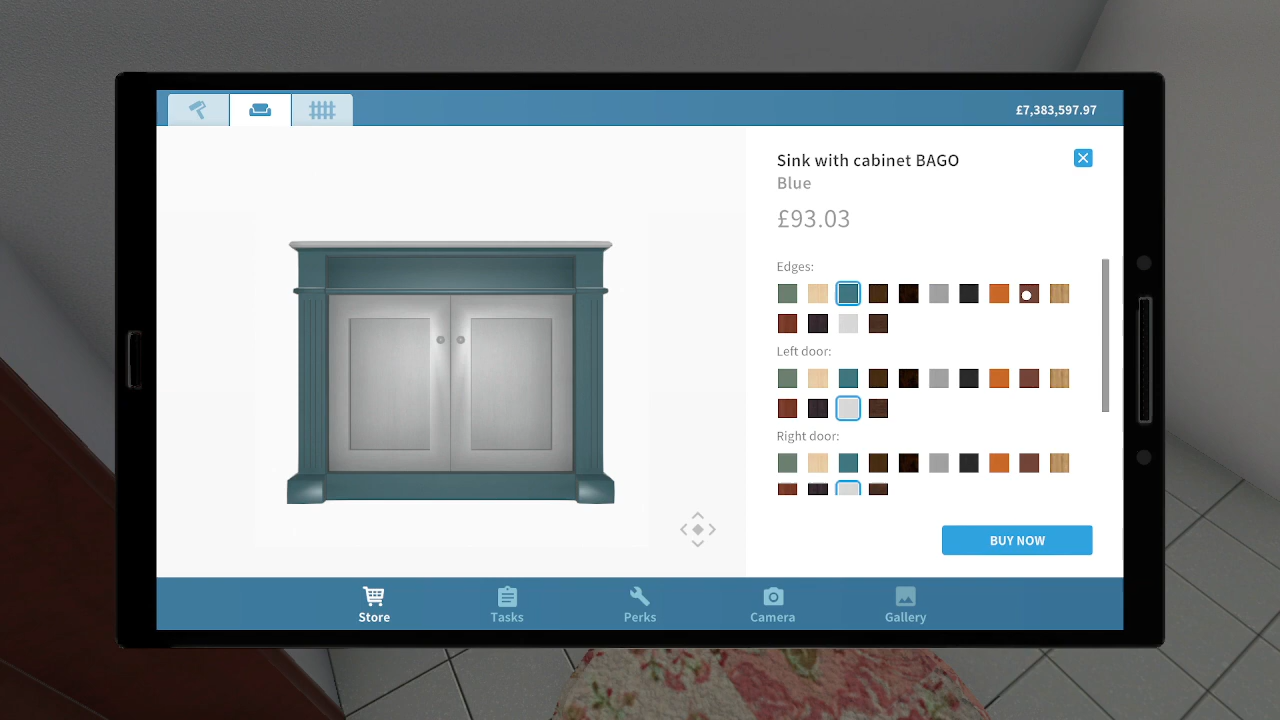 £7,383,597.97
Sink with cabinet BAGO
Blue
£93.03
Edges:
Left door:
Right door:
BUY NOW
Store
Tasks
Perks
Camera
Gallery